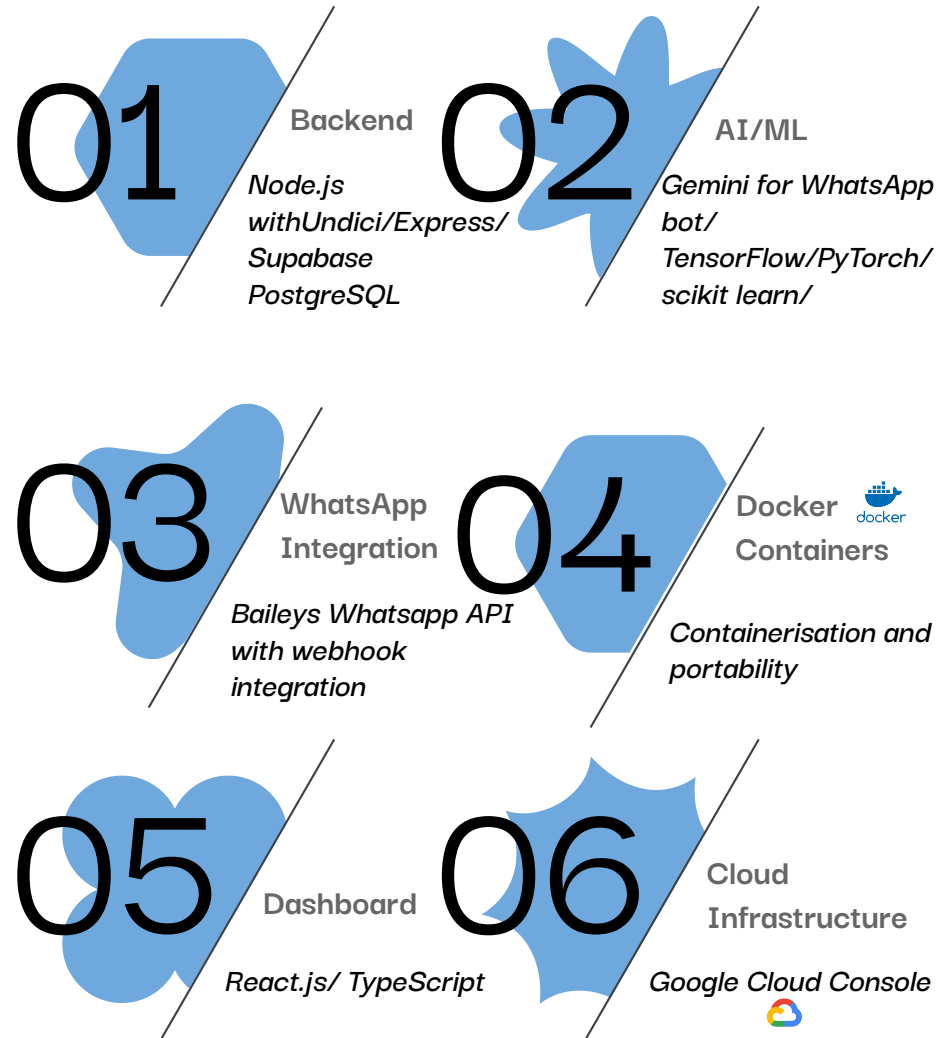 01
Backend
Node.js
withUndici/Express/
Supabase
PostgreSQL
02
AI/ML
Gemini for WhatsApp
bot/
TensorFlow/PyTorch/
scikit learn/
03
WhatsApp
Integration
Baileys Whatsapp API
with webhook
integration
04
Docker
Containers
docker
Containerisation and
portability
05
Dashboard
React.js/ TypeScript
06
Cloud
Infrastructure
Google Cloud Console